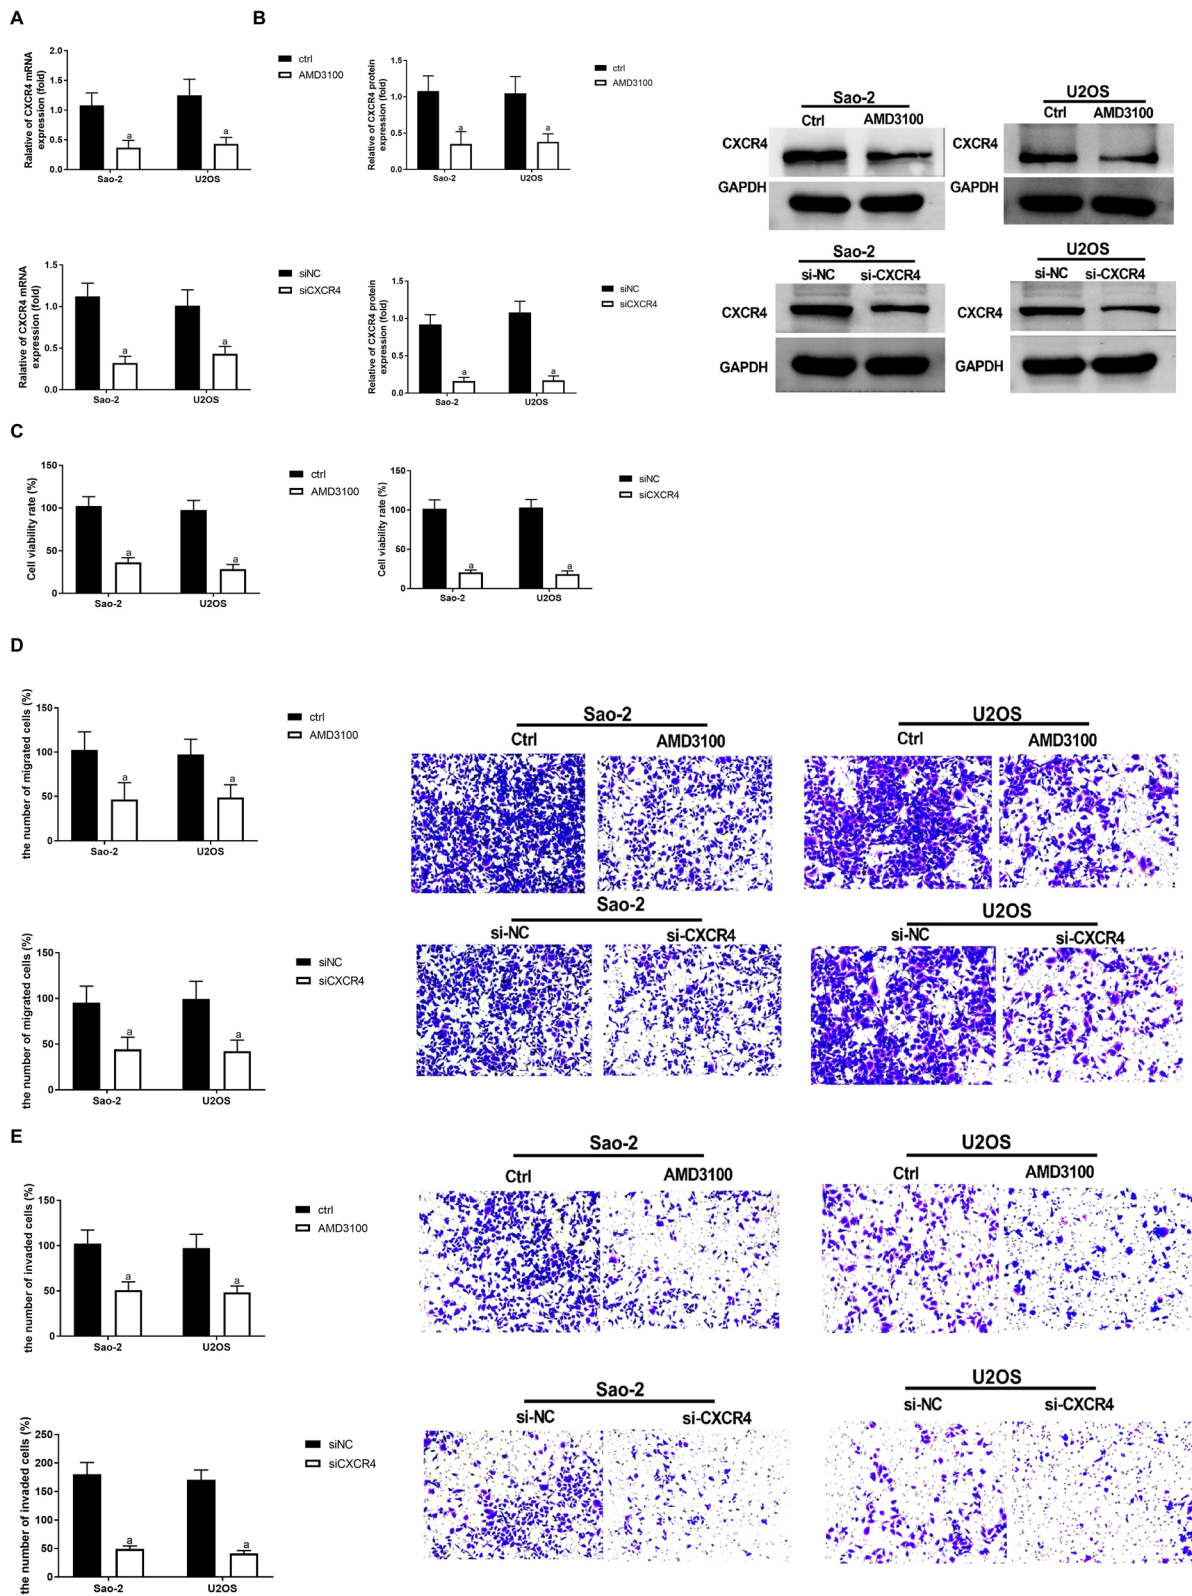 A
B
Ralative of CXCR4 mRNA
expression (fold)
2.0
1.5
1.0
0.5
0.0
a
a
Sao-2
U2OS
ctrl
AMD3100
Relative of CXCR4 protein
expression (fold)
1.5
1.0
0.5
0.0
a
a
Sao-2
U2OS
ctrl
AMD3100
Sao-2
Ctrl
AMD3100
CXCR4
GAPDH
U2OS
Ctrl
AMD3100
CXCR4
GAPDH
Ralative of CXCR4 mRNA
expression (fold)
1.5
1.0
0.5
0.0
a
a
Sao-2
U2OS
siNC
siCXCR4
Relative of CXCR4 protein
expression (fold)
1.5
1.0
0.5
0.0
a
a
Sao-2
U2OS
siNC
siCXCR4
Sao-2
si-NC
si-CXCR4
CXCR4
GAPDH
U2OS
si-NC
si-CXCR4
CXCR4
GAPDH
C
Cell viability rate (%)
150
100
50
0
a
a
Sao-2
U2OS
ctrl
AMD3100
Cell viability rate (%)
150
100
50
0
a
a
Sao-2
U2OS
siNC
siCXCR4
D
the number of migrated cells (%)
150
100
50
0
a
a
Sao-2
U2OS
ctrl
AMD3100
Sao-2
Ctrl
AMD3100
U2OS
Ctrl
AMD3100
the number of migrated cells (%)
150
100
50
0
a
a
Sao-2
U2OS
siNC
siCXCR4
Sao-2
si-NC
si-CXCR4
U2OS
si-NC
si-CXCR4
E
the number of invaded cells (%)
150
100
50
0
a
a
Sao-2
U2OS
ctrl
AMD3100
Sao-2
Ctrl
AMD3100
U2OS
Ctrl
AMD3100
the number of invaded cells (%)
250
200
150
100
50
0
a
a
Sao-2
U2OS
siNC
siCXCR4
Sao-2
si-NC
si-CXCR4
U2OS
si-NC
si-CXCR4